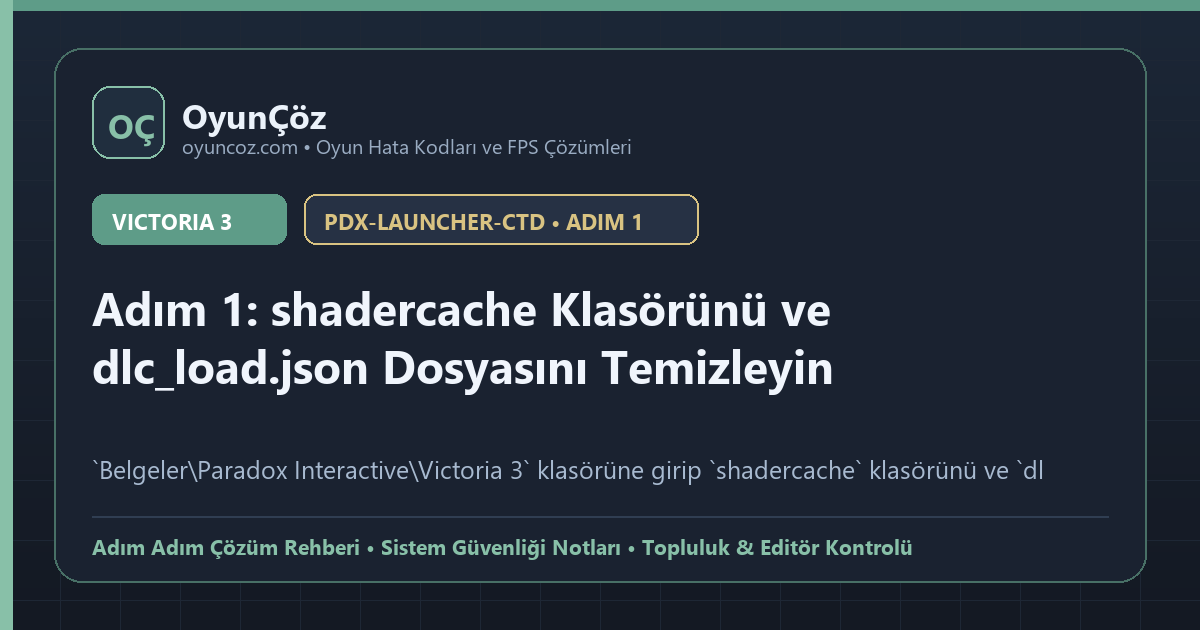 OÇ
OyunÇöz
oyuncoz.com • Oyun Hata Kodları ve FPS Çözümleri
VICTORIA 3
PDX-LAUNCHER-CTD • ADIM 1
Adım 1: shadercache Klasörünü ve
dlc_load.json Dosyasını Temizleyin
`Belgeler\Paradox Interactive\Victoria 3` klasörüne girip `shadercache` klasörünü ve `dl
Adım Adım Çözüm Rehberi • Sistem Güvenliği Notları • Topluluk & Editör Kontrolü